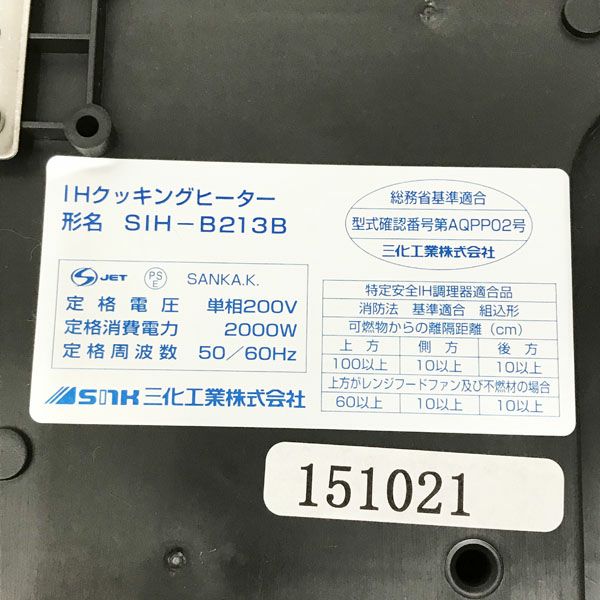 IHクッキングヒーター
形名 SIH-B213B
総務省基準適合
型式確認番号第AQPP02号
三化工業株式会社
S JET PSE SANKA.K.
定格電圧 単相200V
定格消費電力 2000W
定格周波数 50/60Hz
snk 三化工業株式会社
特定安全IH調理器適合品
消防法 基準適合 組込形
可燃物からの離隔距離(cm)
上方 側方 後方
100以上 10以上 10以上
上方がレンジフードファン及び不燃材の場合
60以上 10以上 10以上
151021